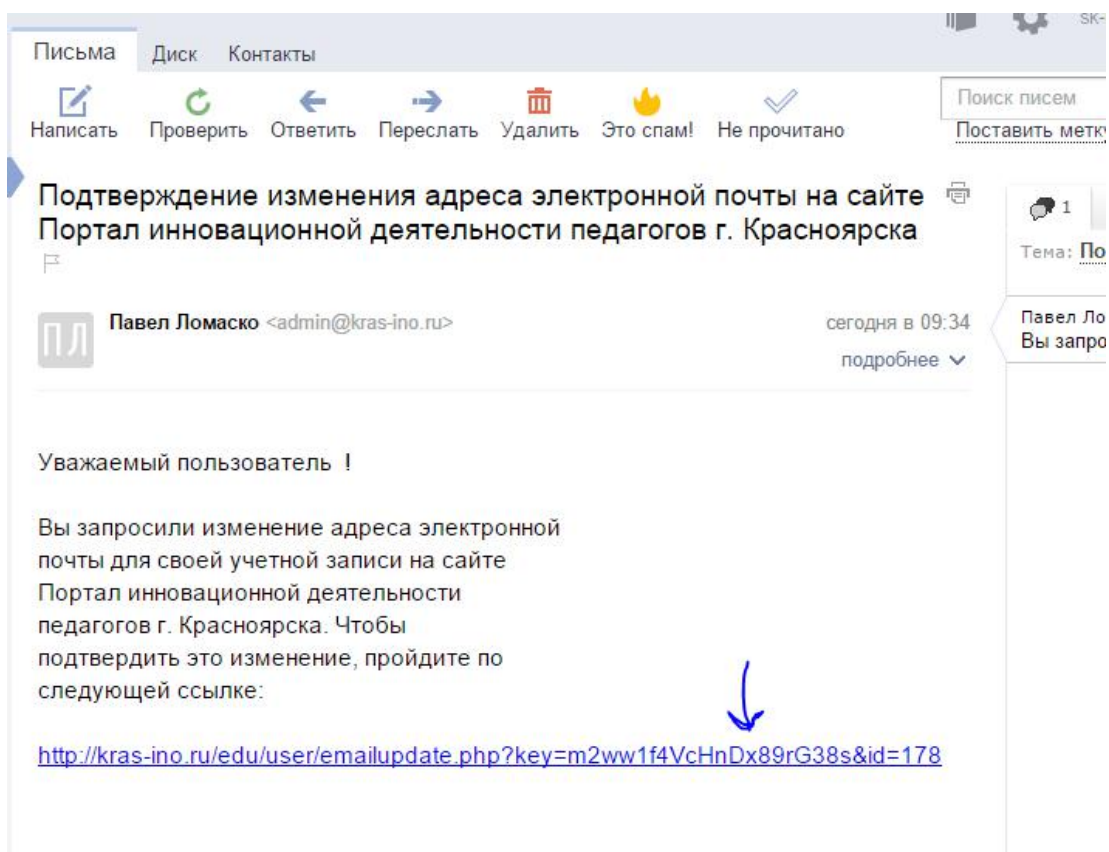 SK-
Письма Диск Контакты
Написать Проверить Ответить Переслать Удалить Это спам! Не прочитано
Поиск писем
Поставить метку
Подтверждение изменения адреса электронной почты на сайте
Портал инновационной деятельности педагогов г. Красноярска
1
Тема: По
ПЛ
Павел Ломаско <admin@kras-ino.ru>
сегодня в 09:34
подробнее
Павел Ло
Вы запро
Уважаемый пользователь !
Вы запросили изменение адреса электронной
почты для своей учетной записи на сайте
Портал инновационной деятельности
педагогов г. Красноярска. Чтобы
подтвердить это изменение, пройдите по
следующей ссылке:
http://kras-ino.ru/edu/user/emailupdate.php?key=m2ww1f4VcHnDx89rG38s&id=178